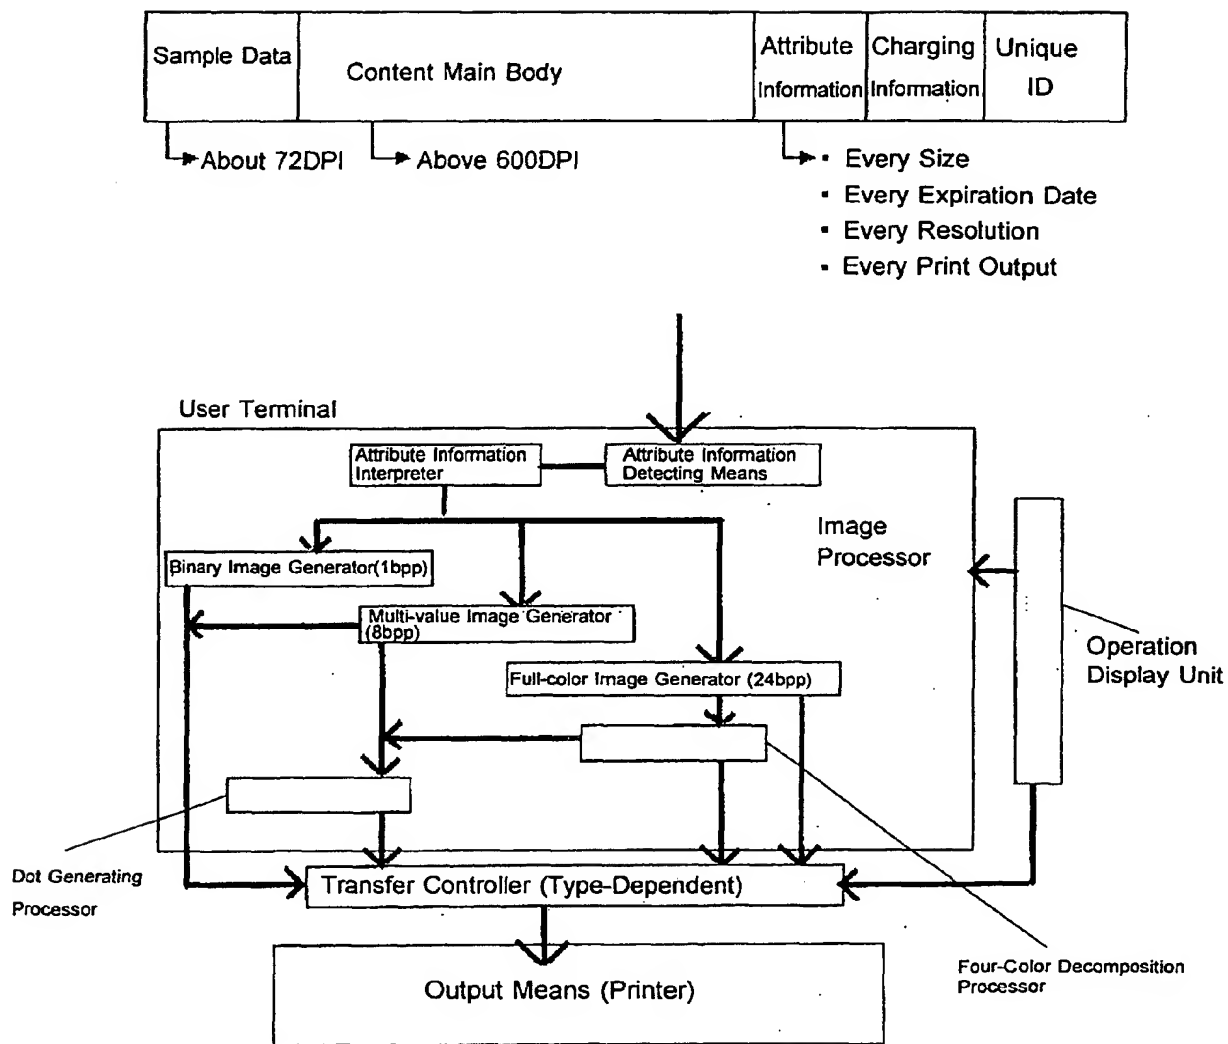 Sample Data
Content Main Body
Attribute
Information
Charging
Information
Unique
ID
About 72DPI
Above 600DPI
▪ Every Size
▪ Every Expiration Date
▪ Every Resolution
▪ Every Print Output
User Terminal
Attribute Information
Interpreter
Attribute Information
Detecting Means
Image
Processor
Binary Image Generator(1bpp)
Multi-value Image Generator
(8bpp)
Full-color Image Generator (24bpp)
Operation
Display Unit
Dot Generating
Processor
Transfer Controller (Type-Dependent)
Four-Color Decomposition
Processor
Output Means (Printer)